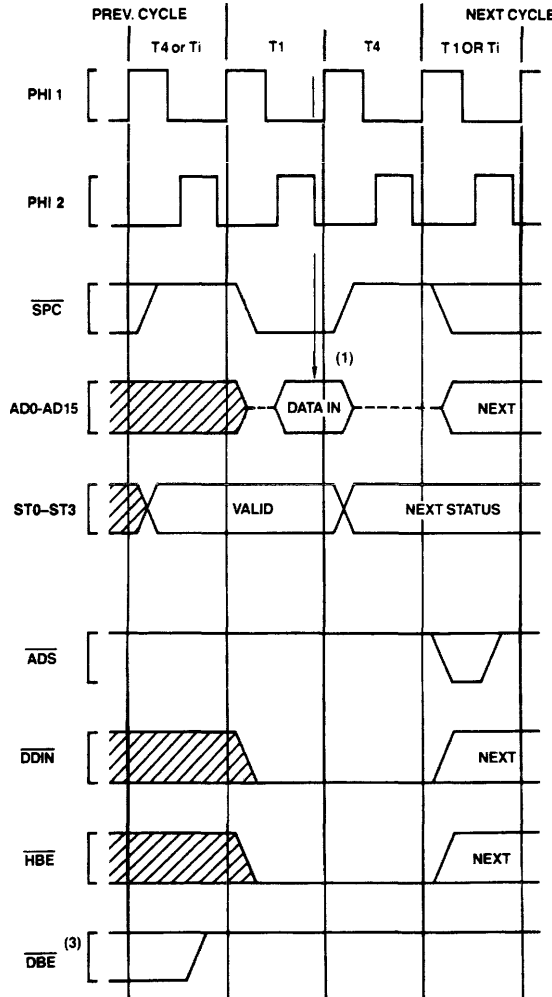 PREV. CYCLE NEXT CYCLE
T4 or Ti T1 T4 T1 OR Ti
PHI 1
PHI 2
SPC
(1)
AD0-AD15 DATA IN NEXT
ST0–ST3 VALID NEXT STATUS
ADS
DDIN NEXT
HBE NEXT
DBE (3)